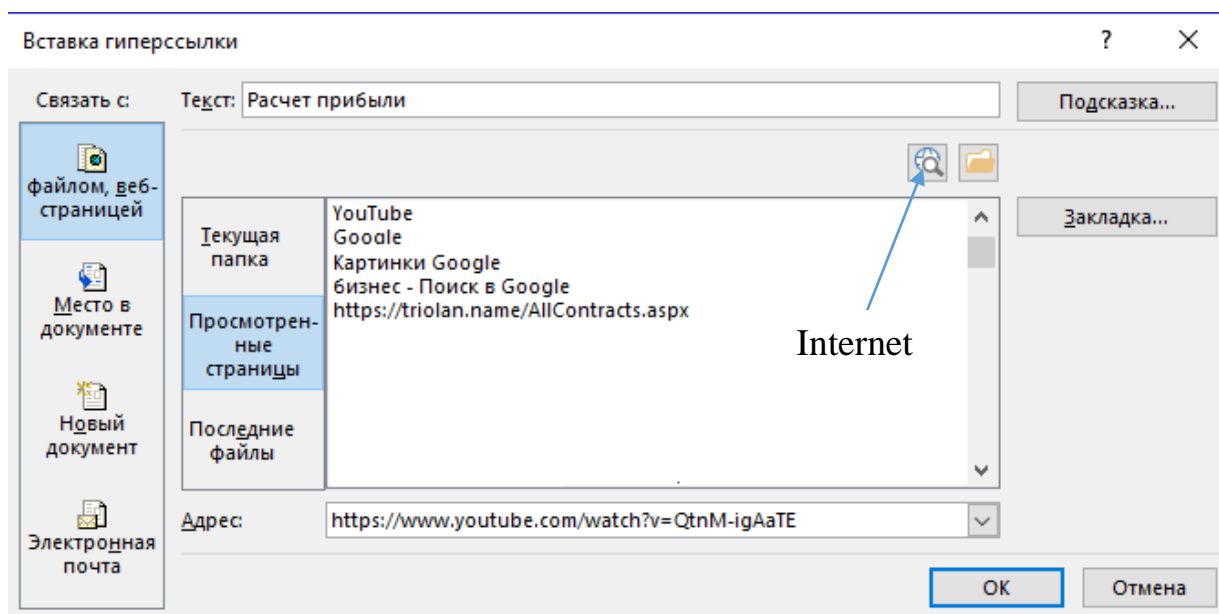 Вставка гиперссылки
?
Связать с:
Текст: Расчет прибыли
Подсказка...
файлом, веб-
страницей
Место в
документе
Новый
документ
Электронная
почта
Текущая
папка
Просмотрен-
ные
страницы
Последние
файлы
YouTube
Google
Картинки Google
бизнес - Поиск в Google
https://triolan.name/AllContracts.aspx
Internet
Закладка...
Адрес: https://www.youtube.com/watch?v=QtnM-igAaTE
ОК
Отмена